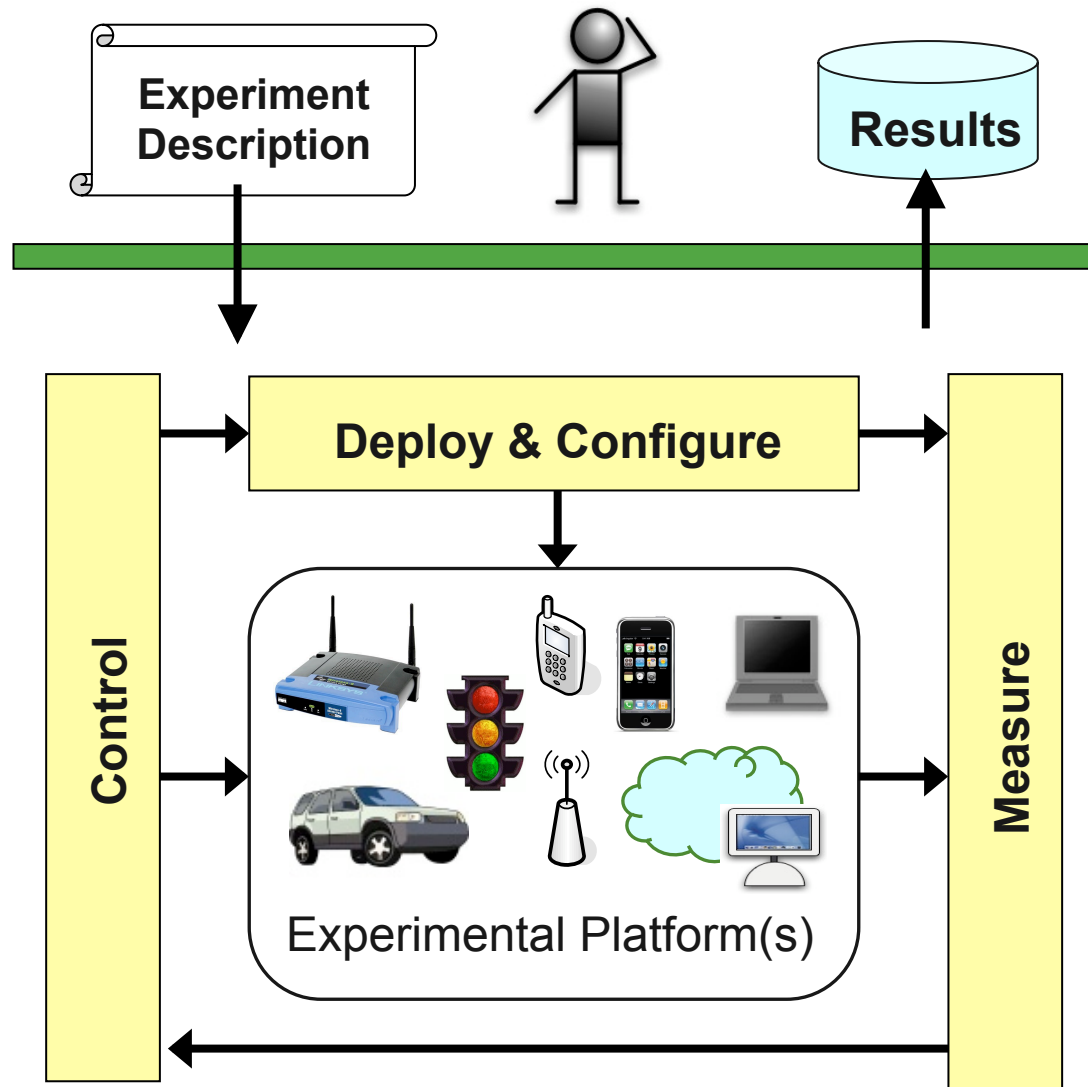 Experiment
Description
Results
Deploy & Configure
Control
Measure
Experimental Platform(s)